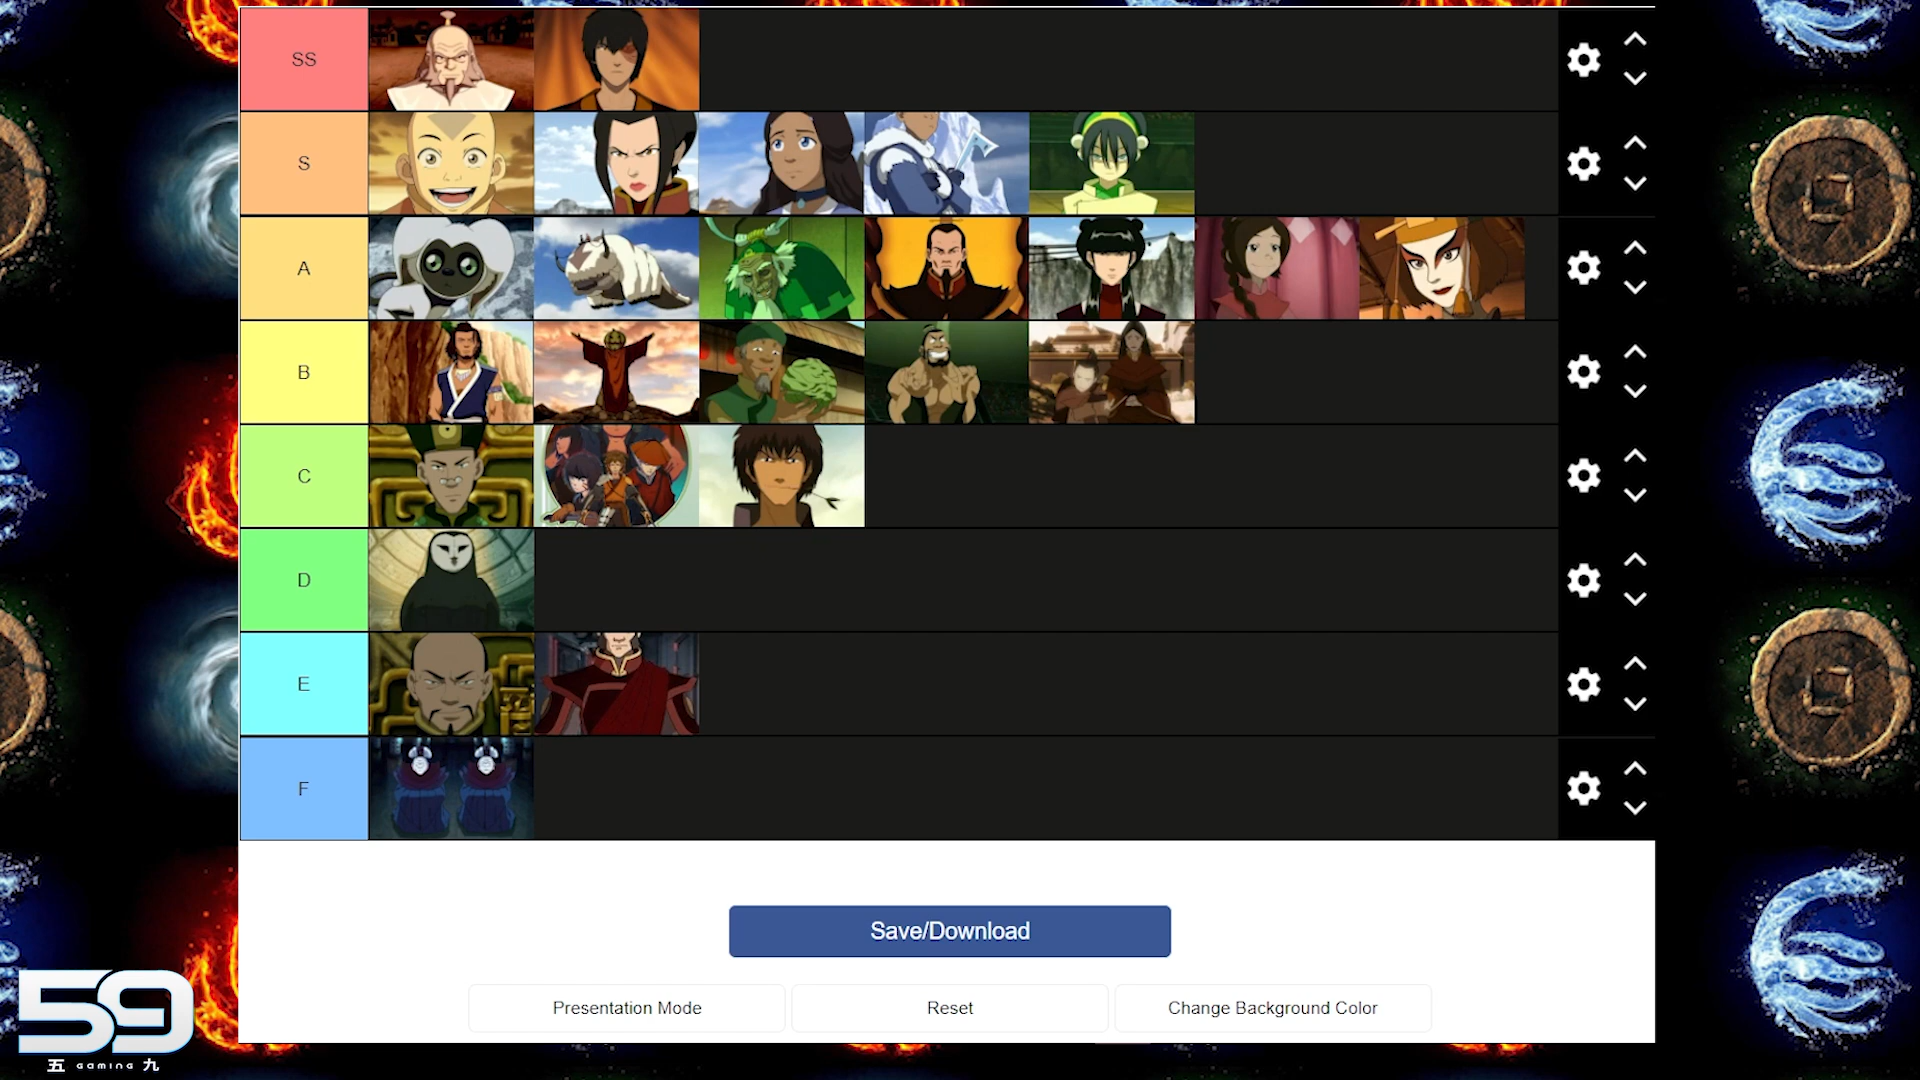 SS
S
A
B
C
D
E
F
Save/Download
Presentation Mode
Reset
Change Background Color
59
五 Gaming 九